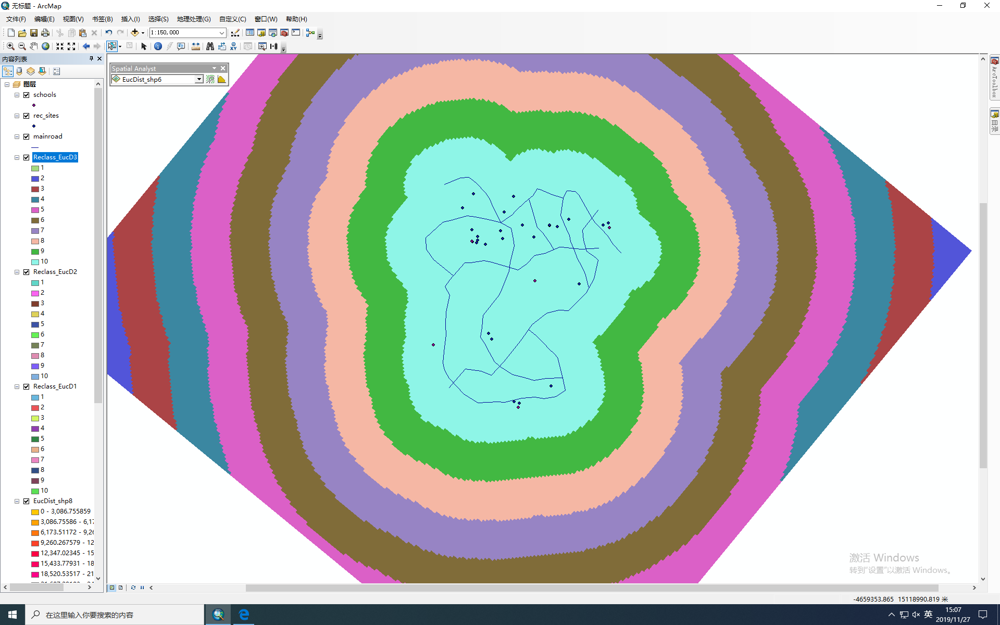 无标题 - ArcMap
文件(F) 编辑(E) 视图(V) 书签(B) 插入(I) 选择(S) 地理处理(G) 自定义(C) 窗口(W) 帮助(H)
1:150,000
内容列表
Spatial Analyst
EucDist_shp6
图层
schools
rec_sites
mainroad
Reclass_EucD3
1
2
3
4
5
6
7
8
9
10
Reclass_EucD2
1
2
3
4
5
6
7
8
9
10
Reclass_EucD1
1
2
3
4
5
6
7
8
9
10
EucDist_shp8
0 - 3,086.755859
3,086.75586 - 6,17
6,173.51172 - 9,26
9,260.267579 - 12
12,347.02345 - 15
15,433.77931 - 18
18,520.53517 - 21
ArcToolbox
目录
激活 Windows
转到"设置"以激活 Windows。
-4659353.865 15118990.819 米
在这里输入你要搜索的内容
英
15:07
2019/11/27